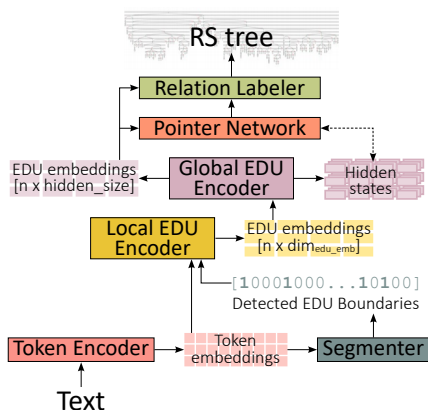 RS tree
Relation Labeler
Pointer Network
EDU embeddings
[n x hidden_size]
Global EDU
Encoder
Hidden
states
Local EDU
Encoder
EDU embeddings
[n x dim_edu_emb]
[10001000...10100]
Detected EDU Boundaries
Token Encoder
Token
embeddings
Segmenter
Text